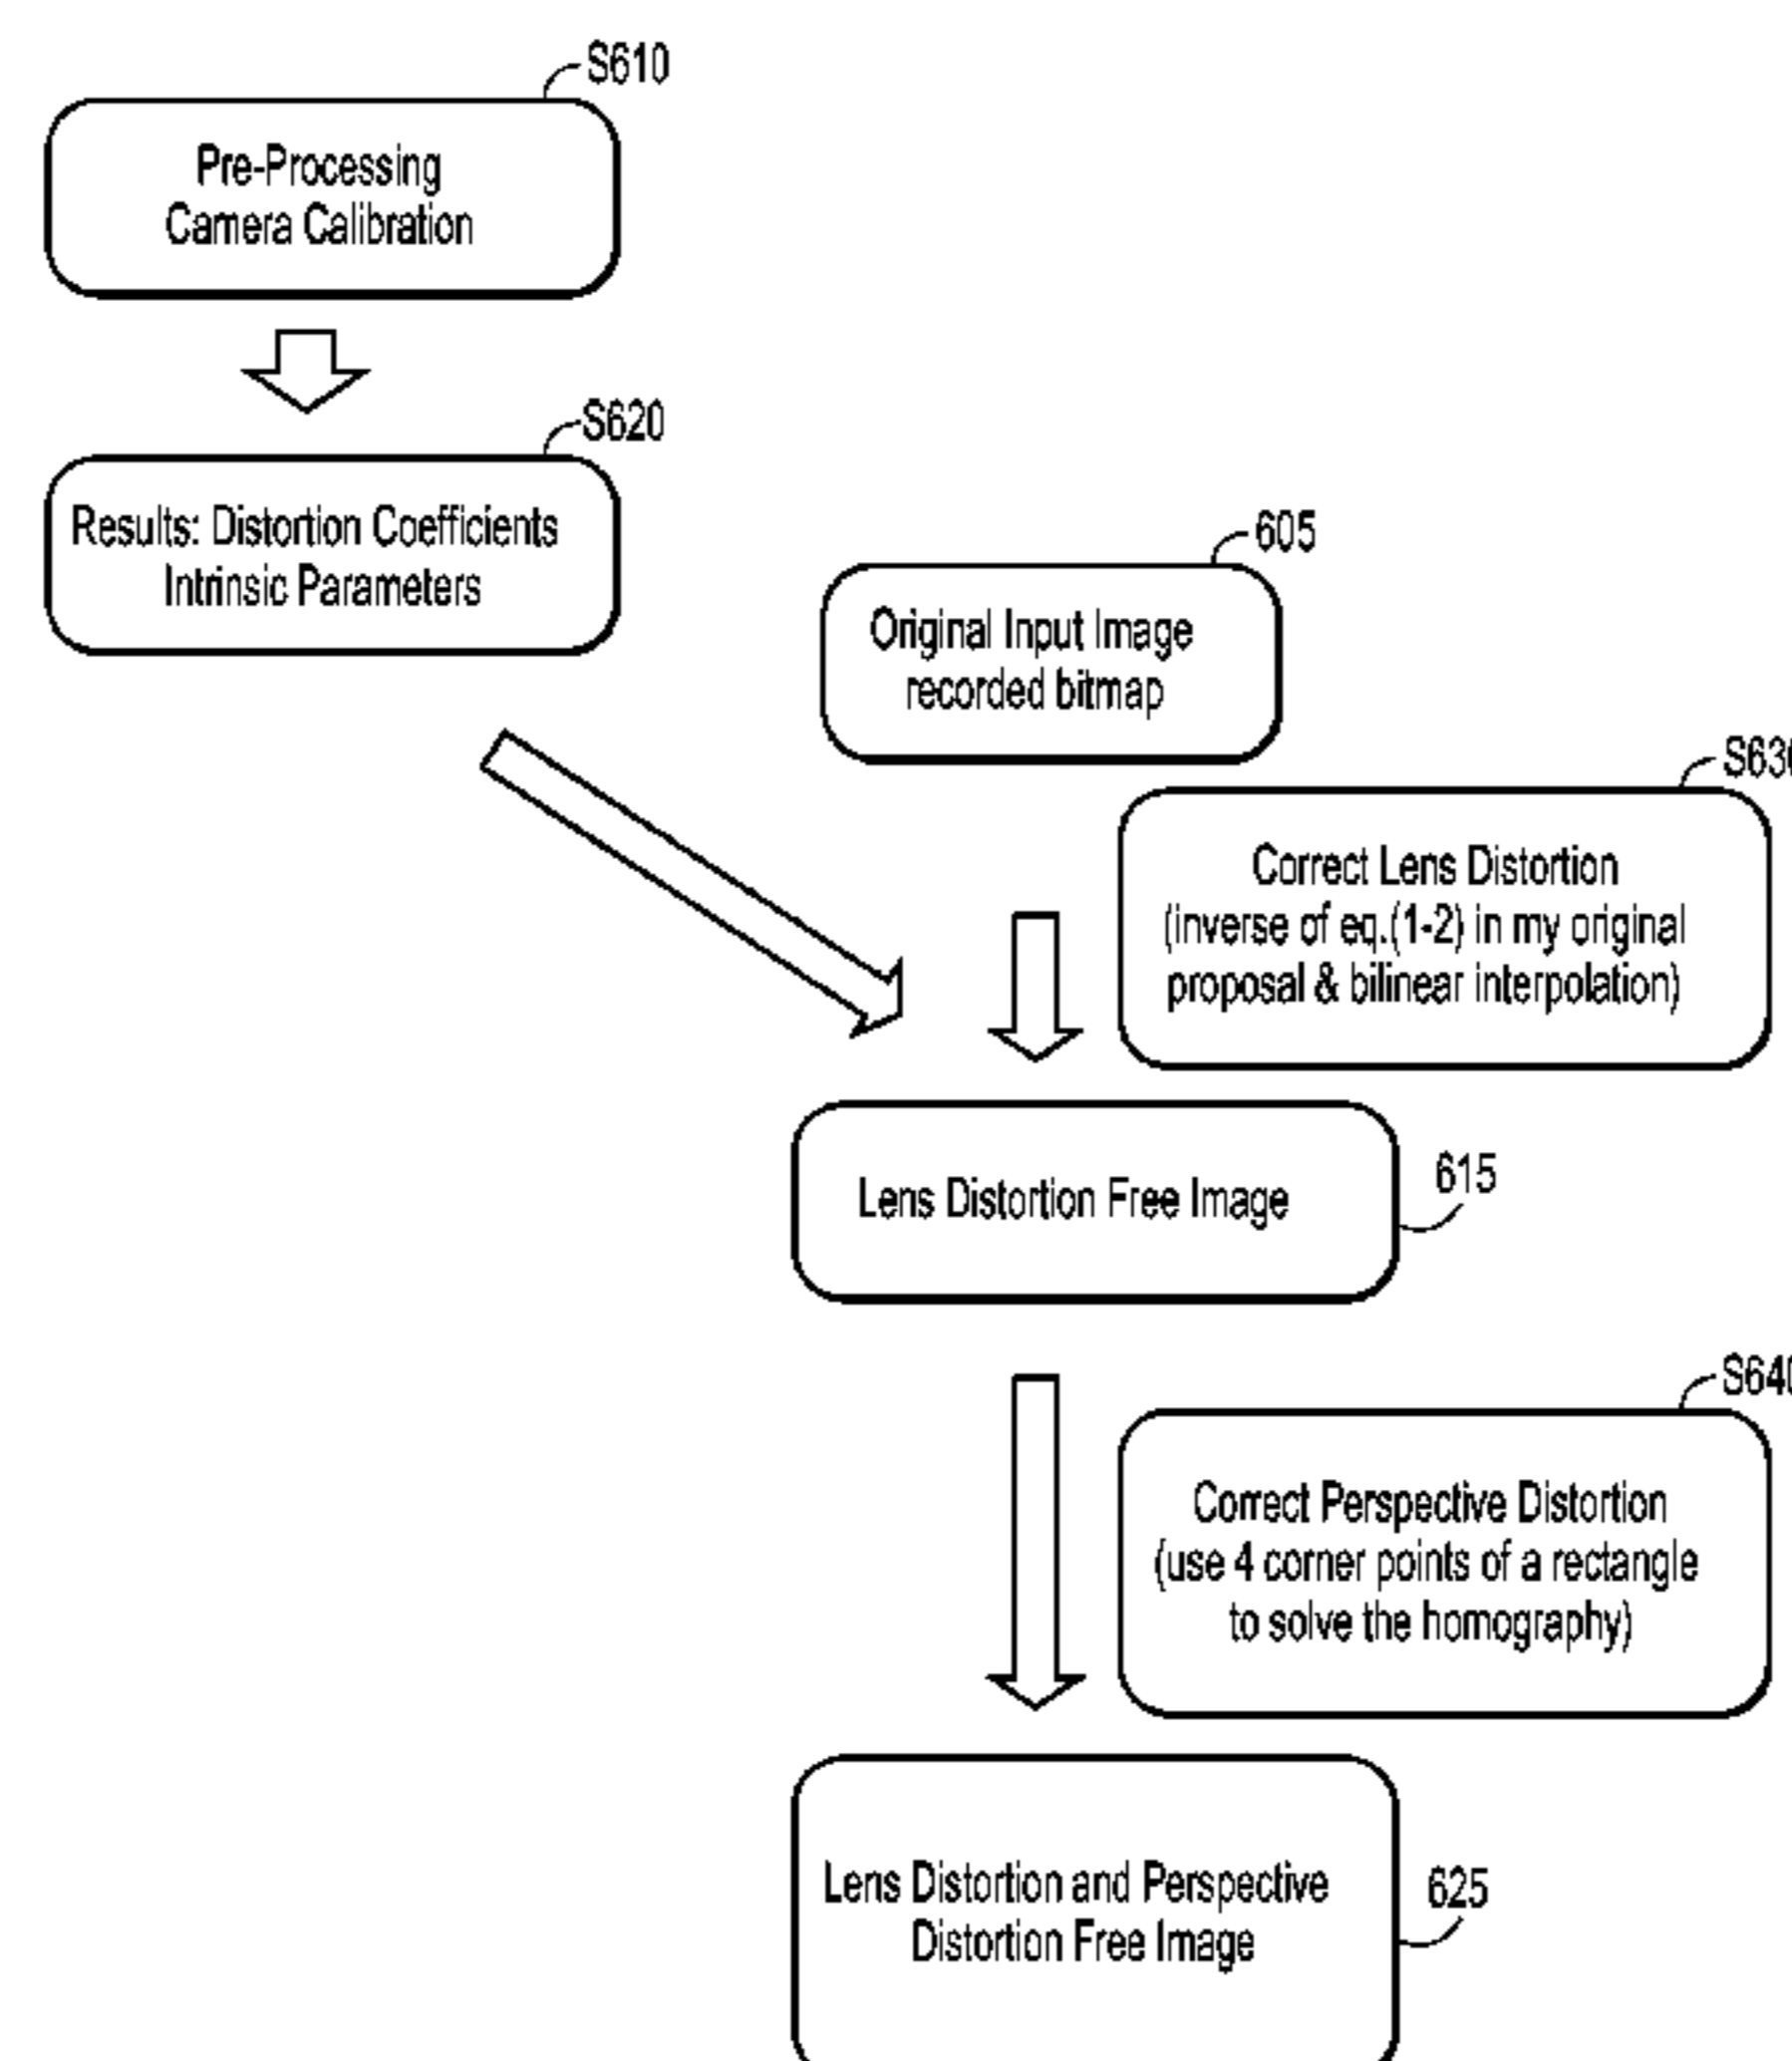 S610
Pre-Processing
Camera Calibration
S620
Results: Distortion Coefficients
Intrinsic Parameters
605
Original Input Image
recorded bitmap
S630
Correct Lens Distortion
(inverse of eq.(1-2) in my original
proposal & bilinear interpolation)
Lens Distortion Free Image
615
S640
Correct Perspective Distortion
(use 4 corner points of a rectangle
to solve the homography)
Lens Distortion and Perspective
Distortion Free Image
625